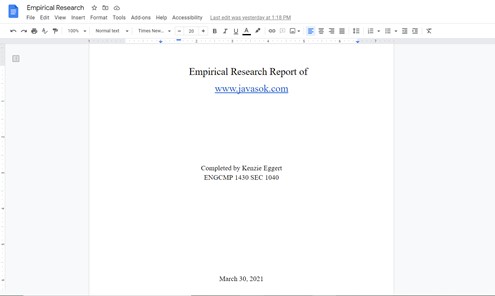 Empirical Research
File Edit View Insert Format Tools Add-ons Help Accessibility Last edit was yesterday at 1:18 PM
100% Normal text Times New... 20 B I U A
Empirical Research Report of
www.javasok.com
Completed by Kenzie Eggert
ENGCMP 1430 SEC 1040
March 30, 2021